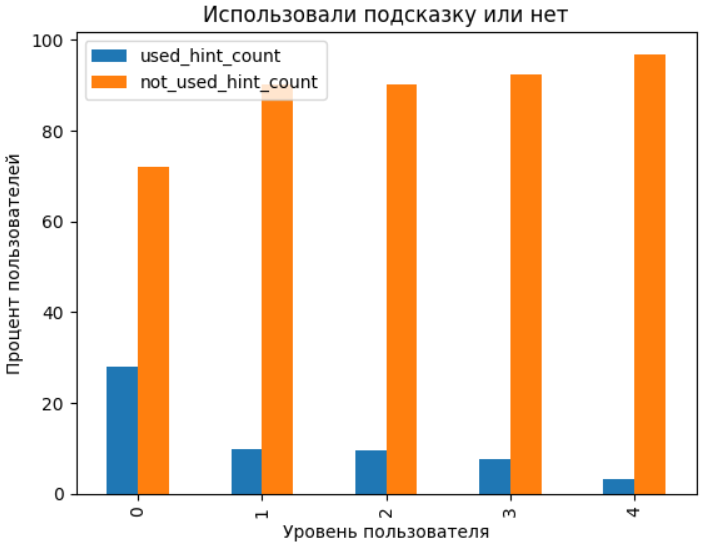 Использовали подсказку или нет
used_hint_count
not_used_hint_count
Процент пользователей
100
80
60
40
20
0
0 1 2 3 4
Уровень пользователя